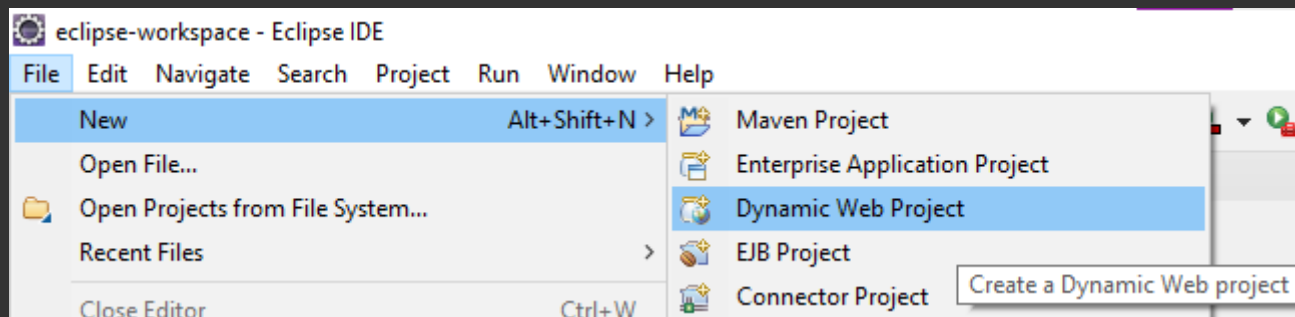 eclipse-workspace - Eclipse IDE
File Edit Navigate Search Project Run Window Help
New Alt+Shift+N >
Open File...
Open Projects from File System...
Recent Files >
Close Editor Ctrl+W
Maven Project
Enterprise Application Project
Dynamic Web Project
EJB Project
Connector Project
Create a Dynamic Web project